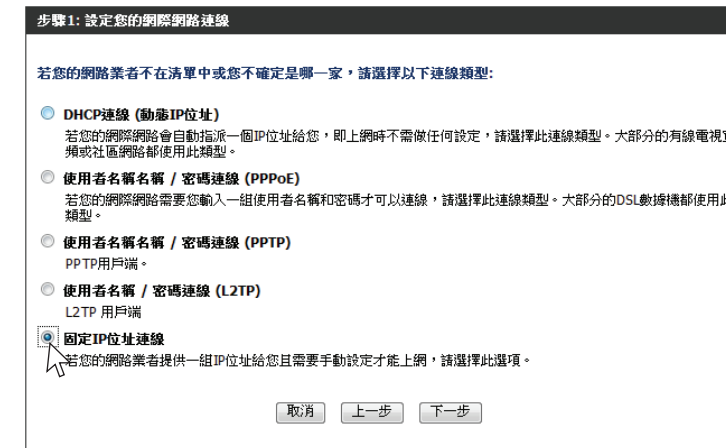 步驟1: 設定您的網際網路連線
若您的網路業者不在清單中或您不確定是哪一家，請選擇以下連線類型:
DHCP連線 (動態IP位址)
若您的網際網路會自動指派一個IP位址給您，即上網時不需做任何設定，請選擇此連線類型。大部分的有線電視
頻或社區網路都使用此類型。
使用者名稱名稱 / 密碼連線 (PPPoE)
若您的網際網路需要您輸入一組使用者名稱和密碼才可以連線，請選擇此連線類型。大部分的DSL數據機都使用此
類型。
使用者名稱名稱 / 密碼連線 (PPTP)
PPTP用戶端。
使用者名稱 / 密碼連線 (L2TP)
L2TP 用戶端
固定IP位址連線
若您的網路業者提供一組IP位址給您且需要手動設定才能上網，請選擇此選項。
取消 上一步 下一步